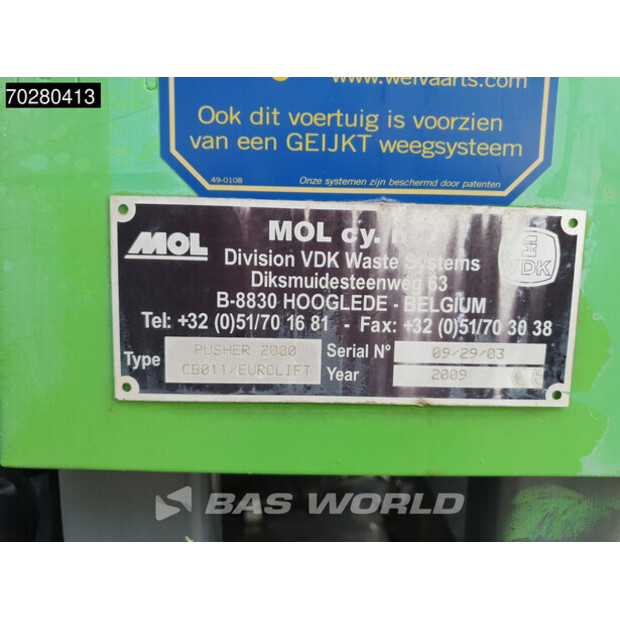 70280413
www.welvaarts.com
Ook dit voertuig is voorzien
van een GEIJKT weegsysteem
49-0108
Onze systemen zijn beschermd door patenten
MOL
MOL cy.
VDK
Division VDK Waste Systems
Diksmuidesteenweg 63
B-8830 HOOGLEDE - BELGIUM
Tel: +32 (0)51/70 16 81 - Fax: +32 (0)51/70 30 38
Type PUSHER 2000 Serial N° 09/29/03
CB011/EUROLIFT Year 2009
BAS WORLD